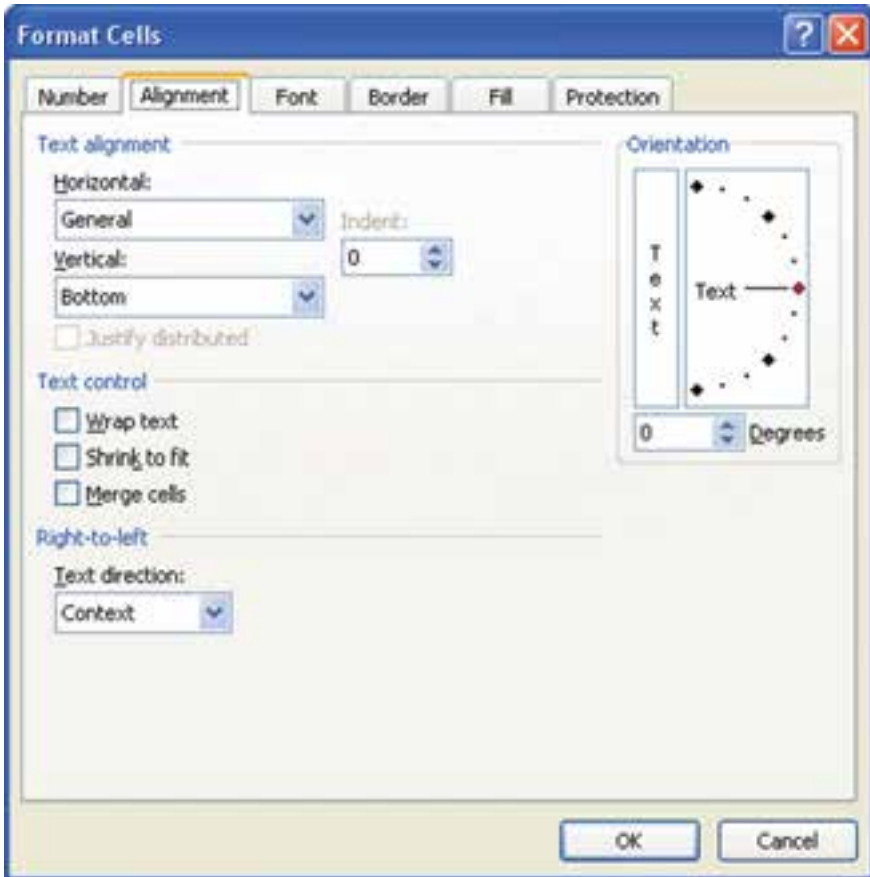 Format Cells
Number Alignment Font Border Fill Protection
Text alignment
Horizontal:
General
Indent:
Vertical:
0
Bottom
Justify distributed
Text control
Wrap text
Shrink to fit
Merge cells
Right-to-left
Text direction:
Context
Orientation
Text
Text
0 Degrees
OK Cancel